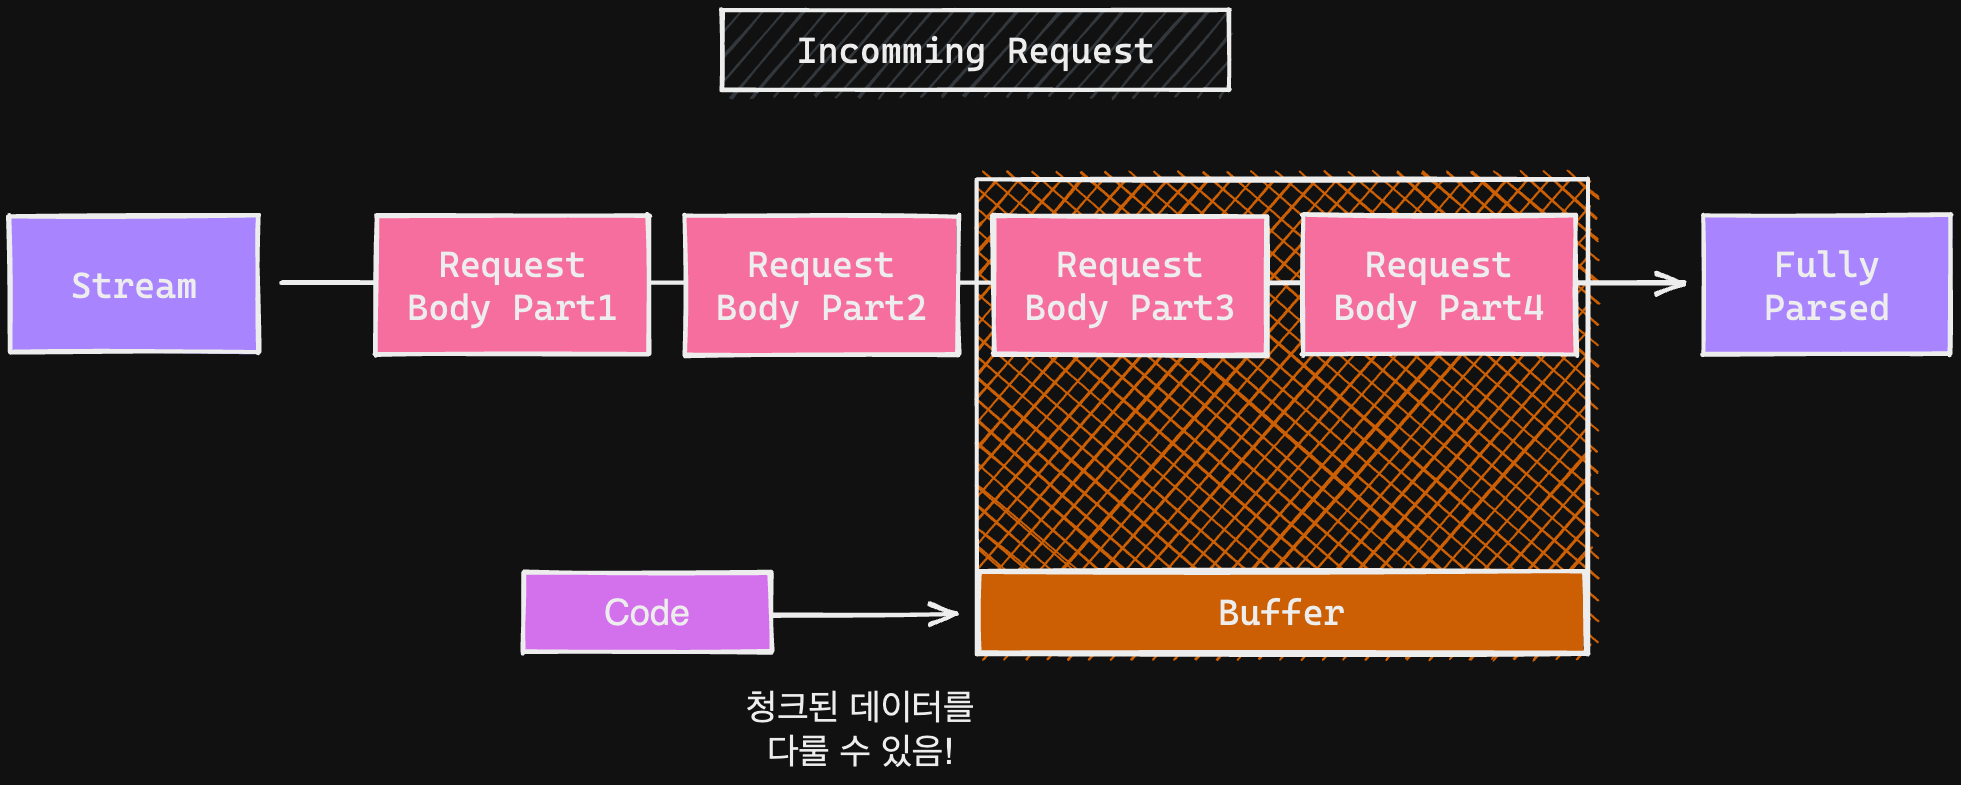 Incomming Request
Stream
Request
Body Part1
Request
Body Part2
Request
Body Part3
Request
Body Part4
Fully
Parsed
Code
Buffer
청크된 데이터를
다룰 수 있음!